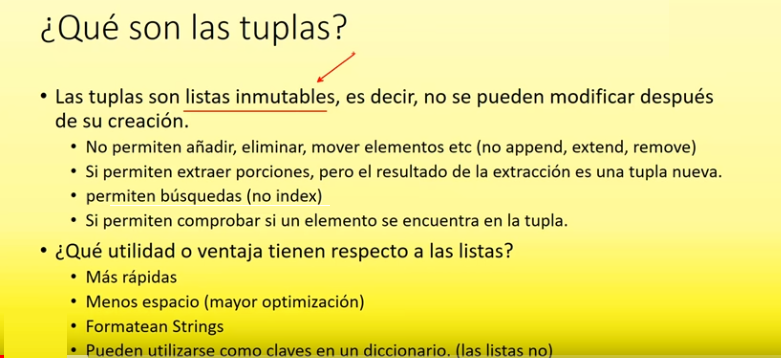 ¿Qué son las tuplas?
• Las tuplas son listas inmutables, es decir, no se pueden modificar después
de su creación.
• No permiten añadir, eliminar, mover elementos etc (no append, extend, remove)
• Si permiten extraer porciones, pero el resultado de la extracción es una tupla nueva.
• permiten búsquedas (no index)
• Si permiten comprobar si un elemento se encuentra en la tupla.
• ¿Qué utilidad o ventaja tienen respecto a las listas?
• Más rápidas
• Menos espacio (mayor optimización)
• Formatean Strings
• Pueden utilizarse como claves en un diccionario. (las listas no)